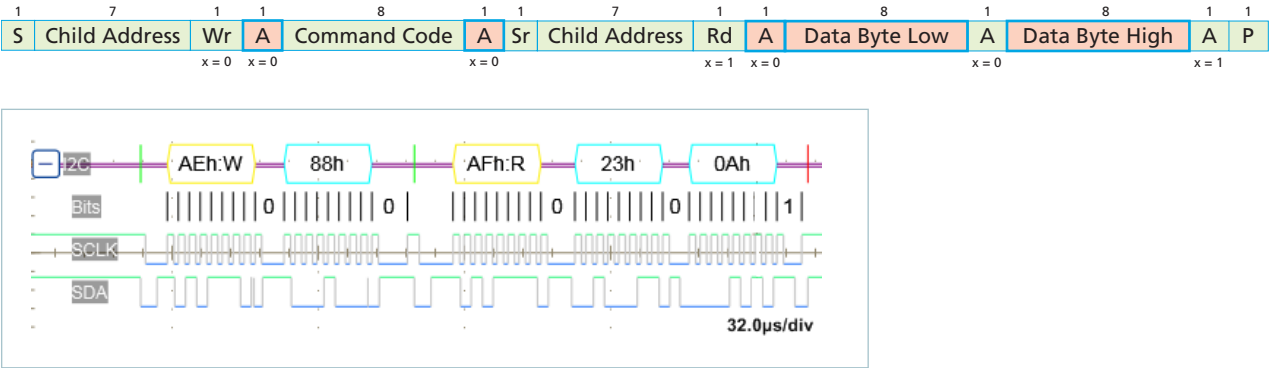 1 7 1 1 8 1 1 7 1 1 8 1 8 1 1
S Child Address Wr A Command Code A Sr Child Address Rd A Data Byte Low A Data Byte High A P
x = 0 x = 0 x = 0 x = 1 x = 0 x = 0 x = 1
I2C AEh:W 88h AFh:R 23h 0Ah
Bits 0 0 0 0 1
SCLK
SDA
32.0µs/div